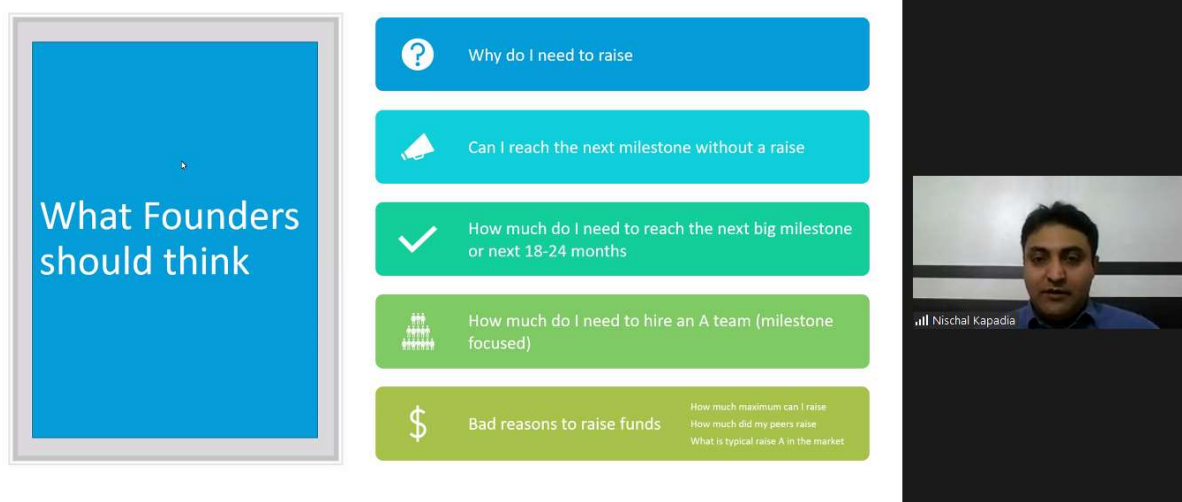 What Founders
should think
Why do I need to raise
Can I reach the next milestone without a raise
How much do I need to reach the next big milestone
or next 18-24 months
How much do I need to hire an A team (milestone
focused)
Bad reasons to raise funds
How much maximum can I raise
How much did my peers raise
What is typical raise A in the market
Nischal Kapadia